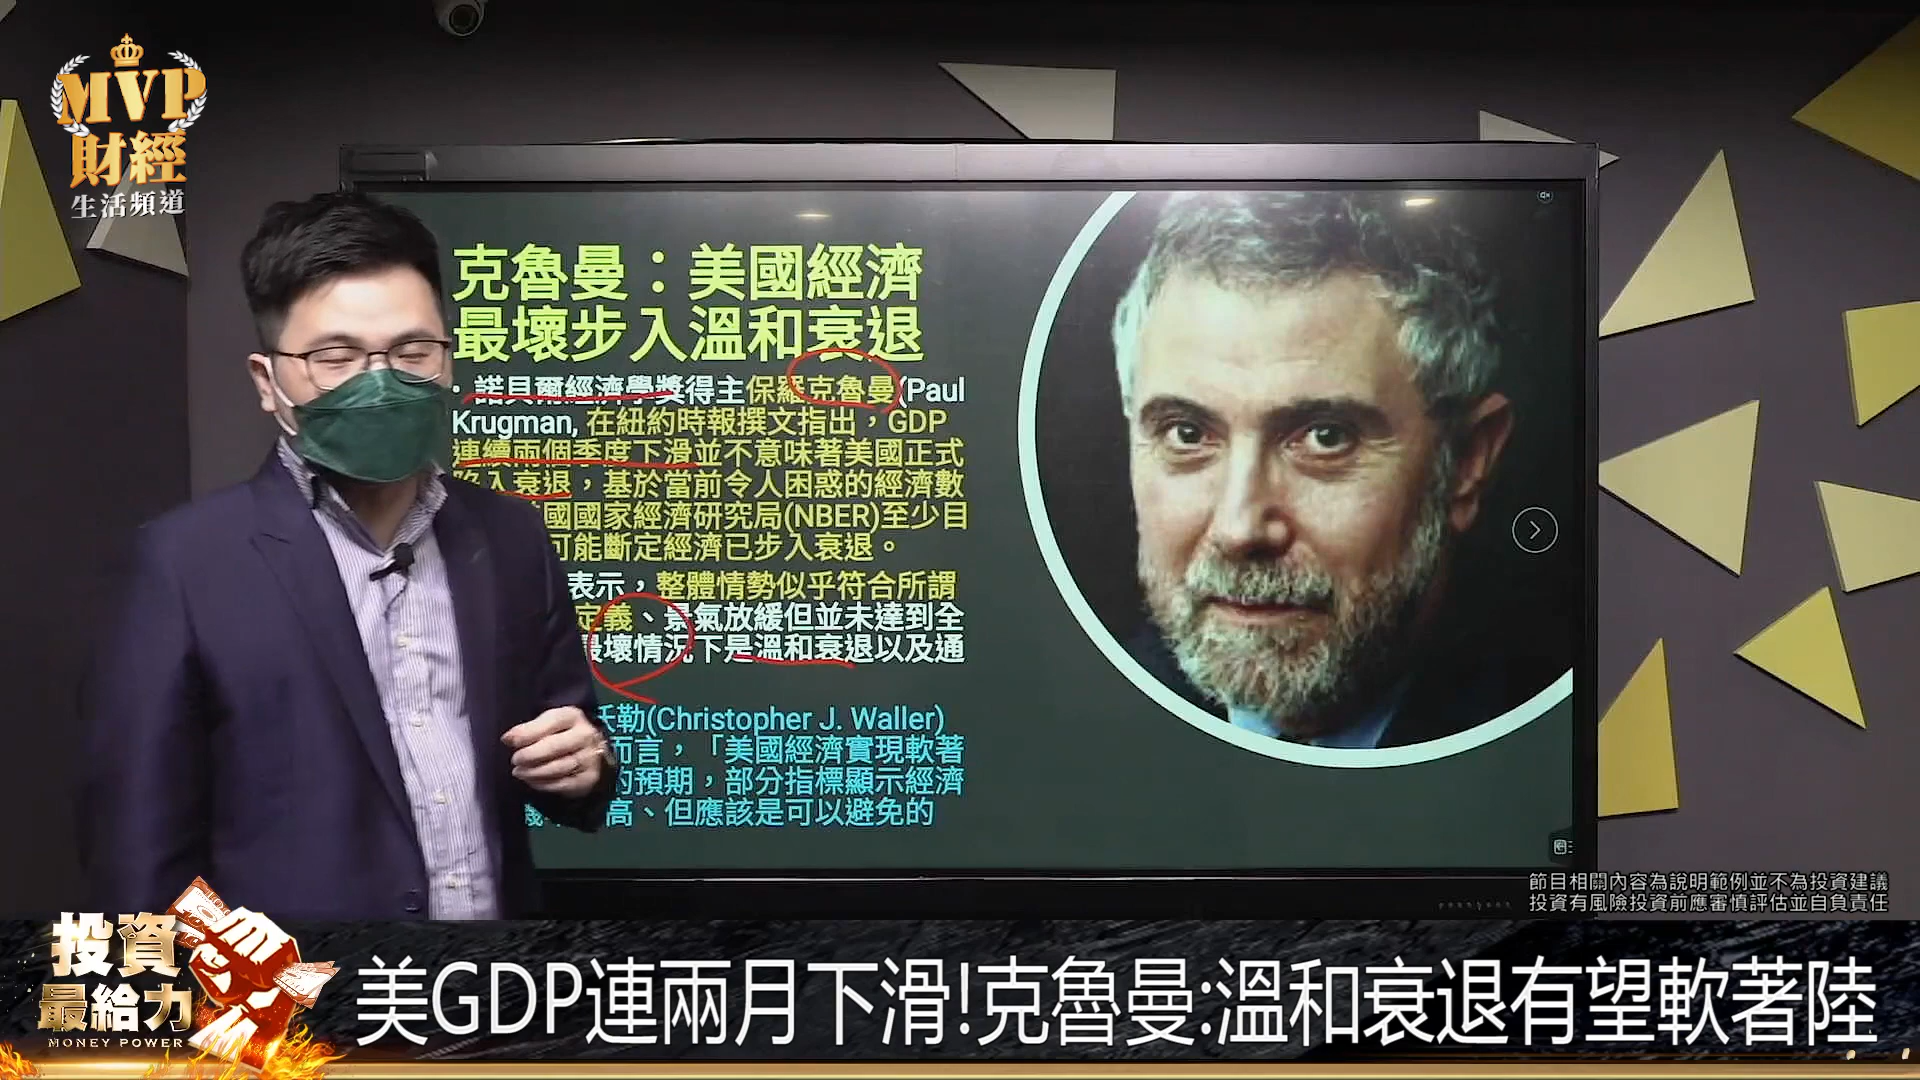 MVP
財經
生活頻道
克魯曼：美國經濟
最壞步入溫和衰退
• 諾貝爾經濟學獎得主保羅克魯曼(Paul
Krugman, 在紐約時報撰文指出，GDP
連續兩個季度下滑並不意味著美國正式
陷入衰退，基於當前令人困惑的經濟數
國國家經濟研究局(NBER)至少目
可能斷定經濟已步入衰退。
表示，整體情勢似乎符合所謂
定義、景氣放緩但並未達到全
最壞情況下是溫和衰退以及通
沃勒(Christopher J. Waller)
而言，「美國經濟實現軟著
的預期，部分指標顯示經濟
高、但應該是可以避免的
節目相關內容為說明範例並不為投資建議
投資有風險投資前應審慎評估並自負責任
投資
最給力
MONEY POWER
美GDP連兩月下滑!克魯曼:溫和衰退有望軟著陸